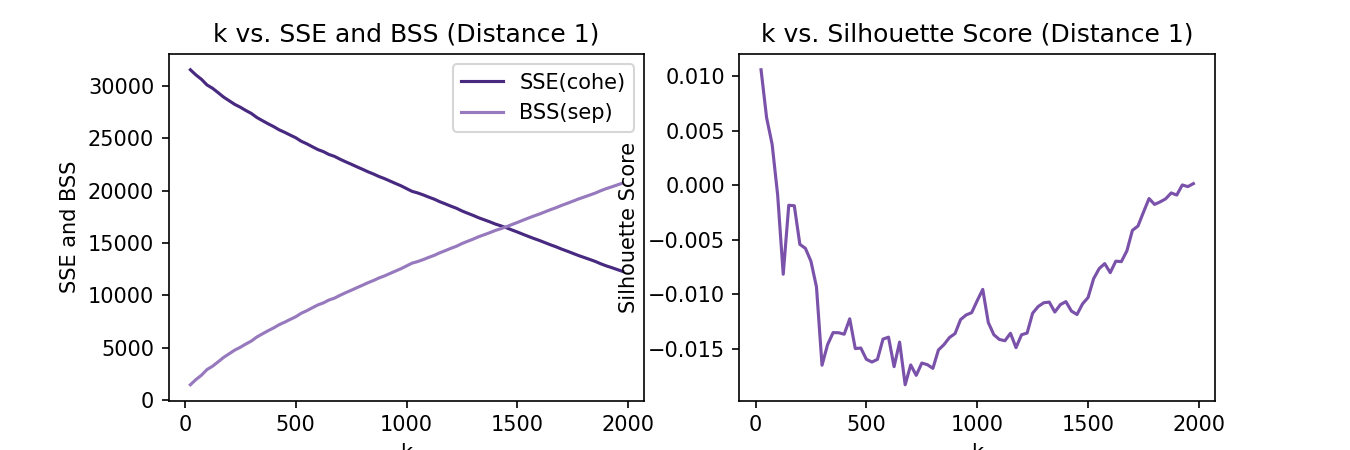 k vs. SSE and BSS (Distance 1)
SSE and BSS
30000
25000
20000
15000
10000
5000
0
SSE(cohe)
BSS(sep)
0 500 1000 1500 2000
k
k vs. Silhouette Score (Distance 1)
Silhouette Score
0.010
0.005
0.000
−0.005
−0.010
−0.015
0 500 1000 1500 2000
k